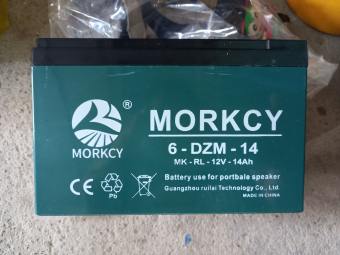 ®
MORKCY
MORKCY
6 - DZM - 14
MK - RL - 12V - 14Ah
Battery use for portbale speaker
Guangzhou ruilai Technology Co., Ltd.
MADE IN CHINA
CE
Pb